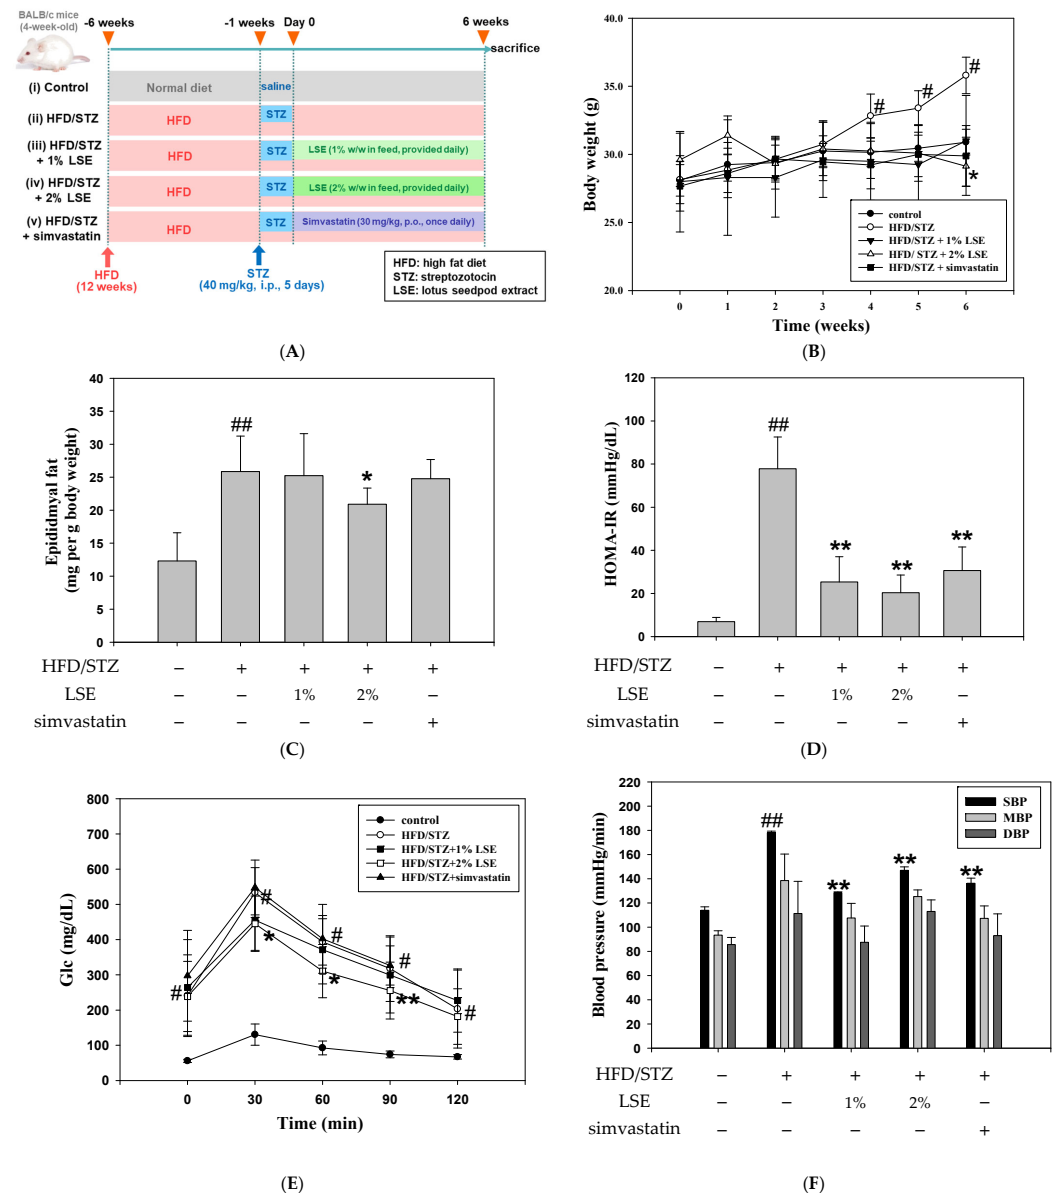 BALB/c mice
(4-week-old)
-6 weeks
-1 weeks
Day 0
6 weeks
sacrifice
(i) Control
Normal diet
saline
(ii) HFD/STZ
HFD
STZ
(iii) HFD/STZ
+ 1% LSE
HFD
STZ
LSE (1% w/w in feed, provided daily)
(iv) HFD/STZ
+ 2% LSE
HFD
STZ
LSE (2% w/w in feed, provided daily)
(v) HFD/STZ
+ simvastatin
HFD
STZ
Simvastatin (30 mg/kg, p.o., once daily)
HFD
(12 weeks)
STZ
(40 mg/kg, i.p., 5 days)
HFD: high fat diet
STZ: streptozotocin
LSE: lotus seedpod extract
(A)
Body weight (g)
40.0
35.0
30.0
25.0
20.0
# # #
*
control
HFD/STZ
HFD/STZ + 1% LSE
HFD/ STZ + 2% LSE
HFD/STZ + simvastatin
0 1 2 3 4 5 6
Time (weeks)
(B)
Epididmyal fat
(mg per g body weight)
40
35
30
25
20
15
10
5
0
## *
HFD/STZ − + + + +
LSE − − 1% 2% −
simvastatin − − − − +
(C)
HOMA-IR (mmHg/dL)
120
100
80
60
40
20
0
## ** ** **
HFD/STZ − + + + +
LSE − − 1% 2% −
simvastatin − − − − +
(D)
Glc (mg/dL)
800
700
600
500
400
300
200
100
0
control
HFD/STZ
HFD/STZ+1% LSE
HFD/STZ+2% LSE
HFD/STZ+simvastatin
# # # # #
* * **
0 30 60 90 120
Time (min)
(E)
Blood pressure (mmHg/min)
220
200
180
160
140
120
100
80
60
40
20
0
SBP
MBP
DBP
## ** ** **
HFD/STZ − + + + +
LSE − − 1% 2% −
simvastatin − − − − +
(F)